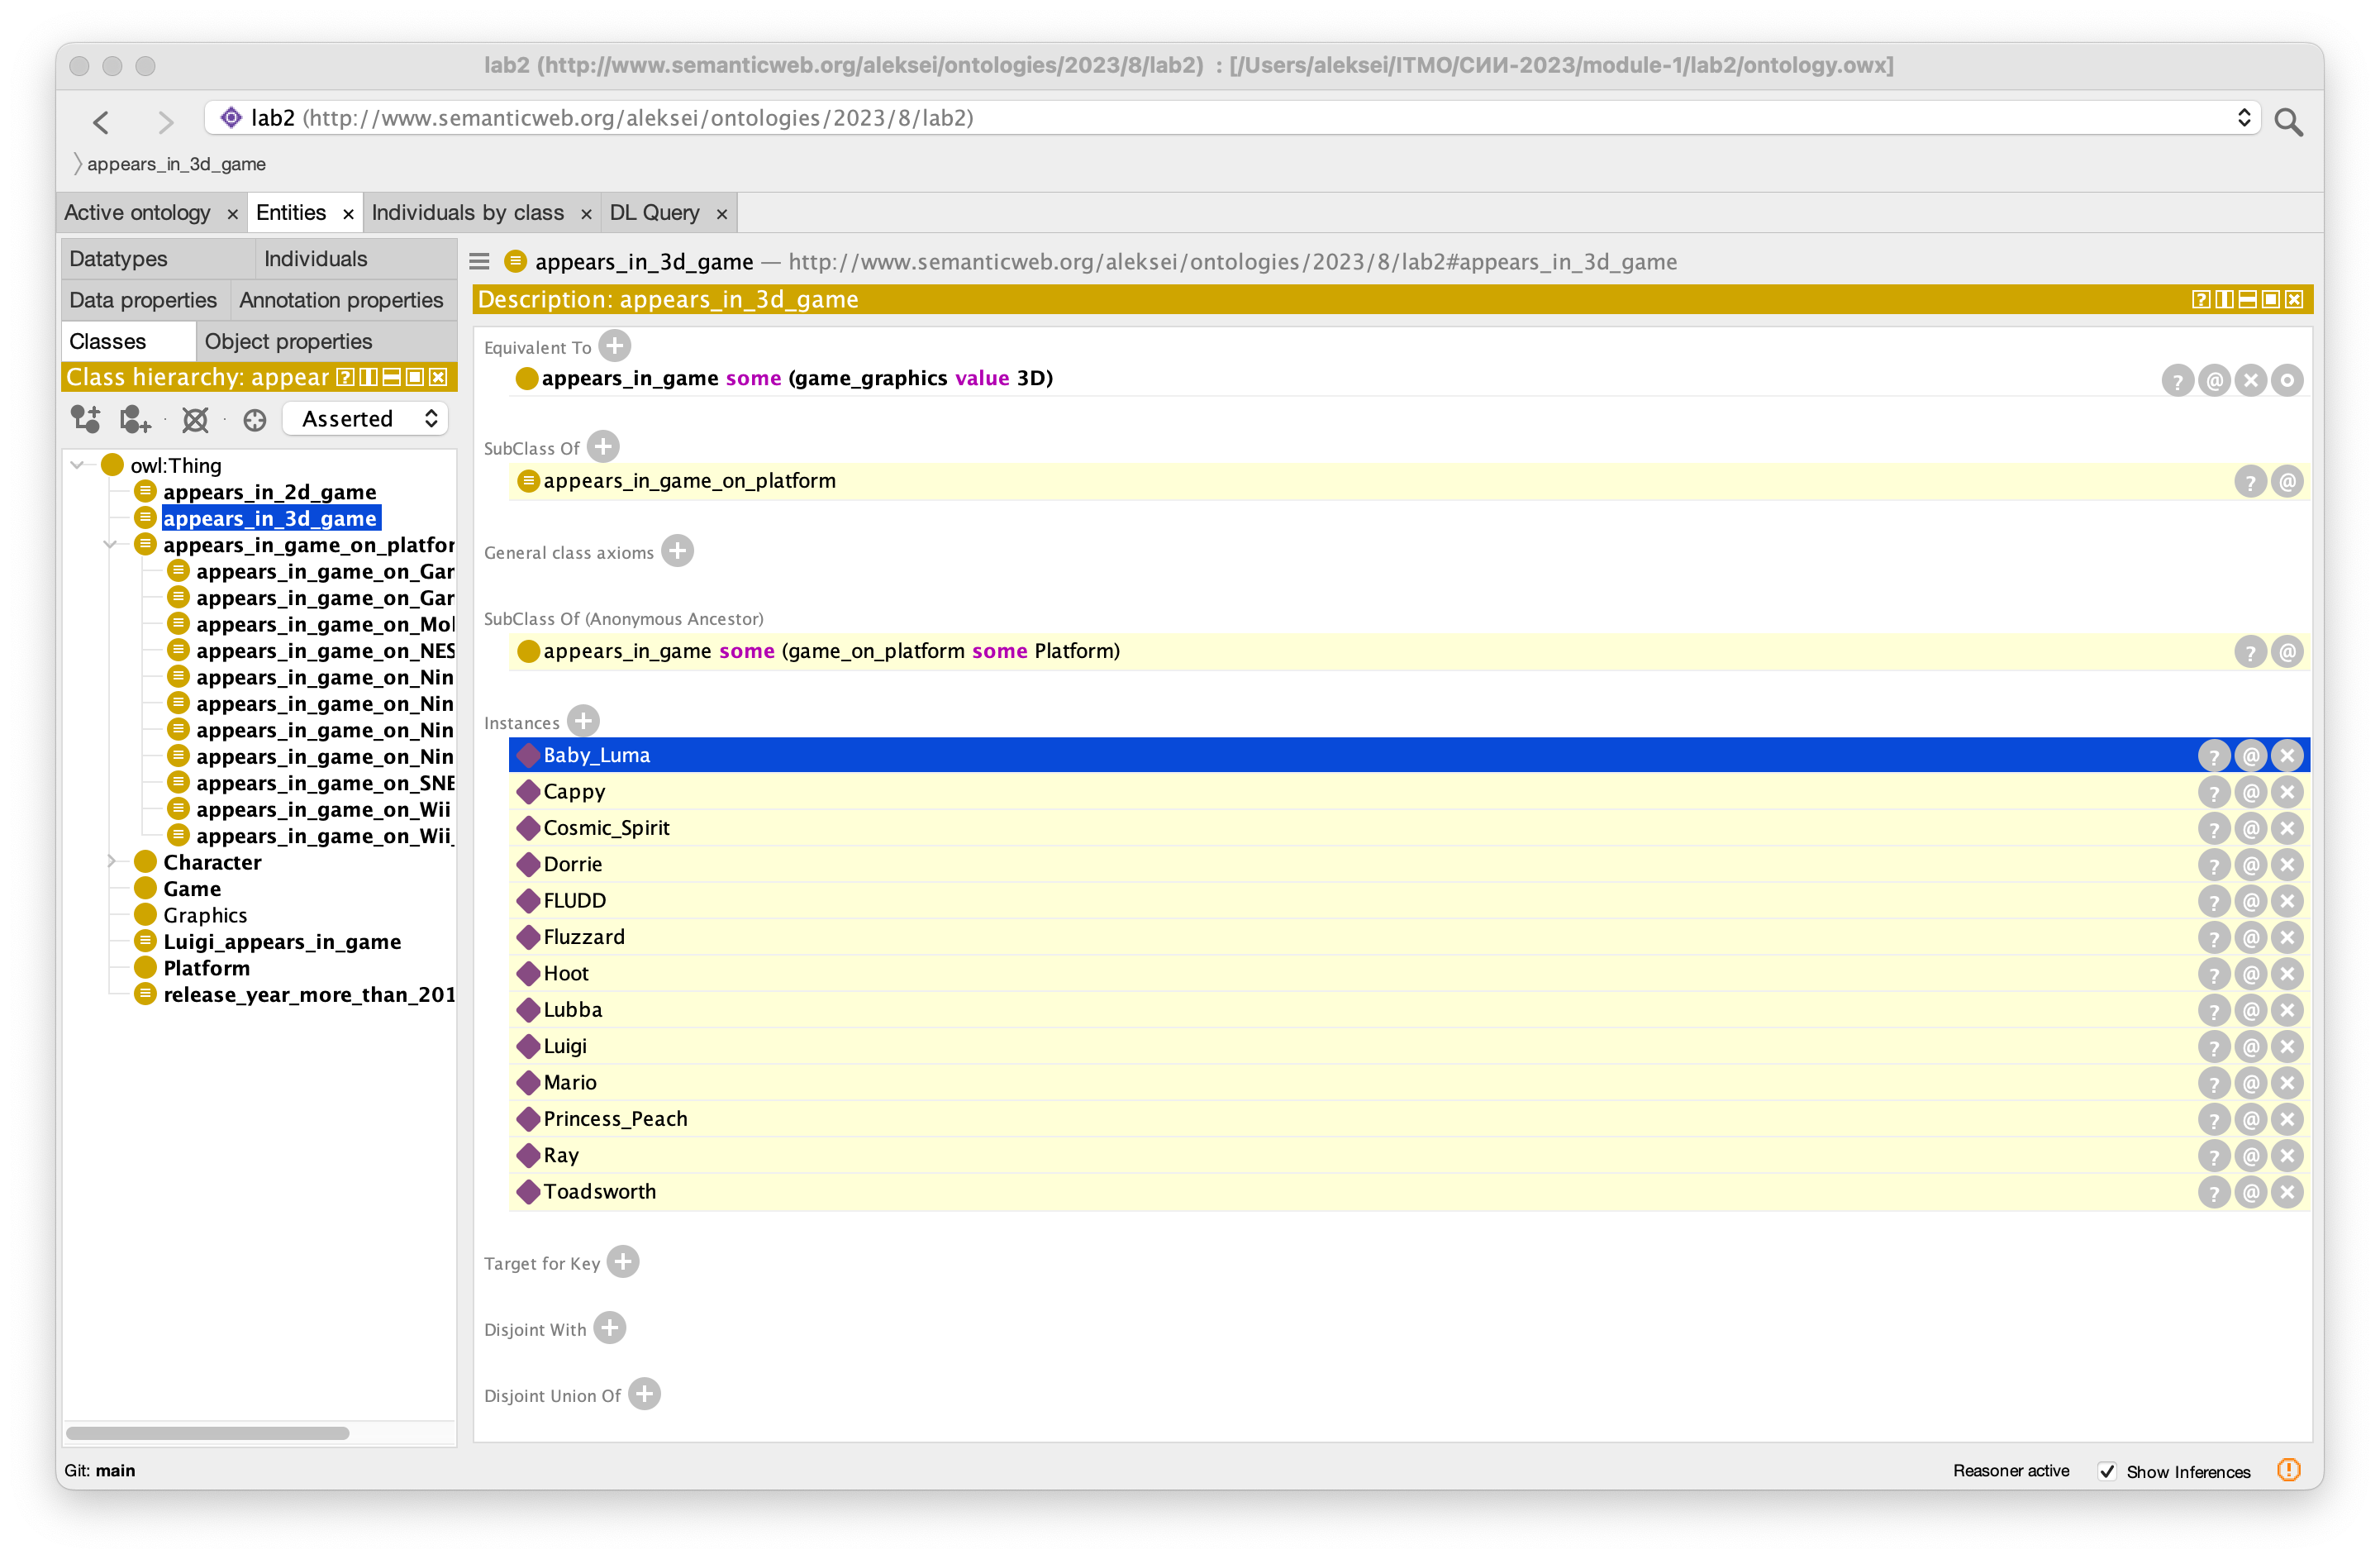 lab2 (http://www.semanticweb.org/aleksei/ontologies/2023/8/lab2)  : [/Users/aleksei/ITMO/СИИ-2023/module-1/lab2/ontology.owx]
lab2 (http://www.semanticweb.org/aleksei/ontologies/2023/8/lab2)
appears_in_3d_game
Active ontology × Entities × Individuals by class × DL Query ×
Datatypes Individuals
Data properties Annotation properties
Classes Object properties
Class hierarchy: appear
Asserted
owl:Thing
appears_in_2d_game
appears_in_3d_game
appears_in_game_on_platfor
appears_in_game_on_Gar
appears_in_game_on_Gar
appears_in_game_on_Mol
appears_in_game_on_NES
appears_in_game_on_Nin
appears_in_game_on_Nin
appears_in_game_on_Nin
appears_in_game_on_Nin
appears_in_game_on_SNE
appears_in_game_on_Wii
appears_in_game_on_Wii_
Character
Game
Graphics
Luigi_appears_in_game
Platform
release_year_more_than_201
appears_in_3d_game — http://www.semanticweb.org/aleksei/ontologies/2023/8/lab2#appears_in_3d_game
Description: appears_in_3d_game
Equivalent To
appears_in_game some (game_graphics value 3D)
SubClass Of
appears_in_game_on_platform
General class axioms
SubClass Of (Anonymous Ancestor)
appears_in_game some (game_on_platform some Platform)
Instances
Baby_Luma
Cappy
Cosmic_Spirit
Dorrie
FLUDD
Fluzzard
Hoot
Lubba
Luigi
Mario
Princess_Peach
Ray
Toadsworth
Target for Key
Disjoint With
Disjoint Union Of
Git: main
Reasoner active Show Inferences